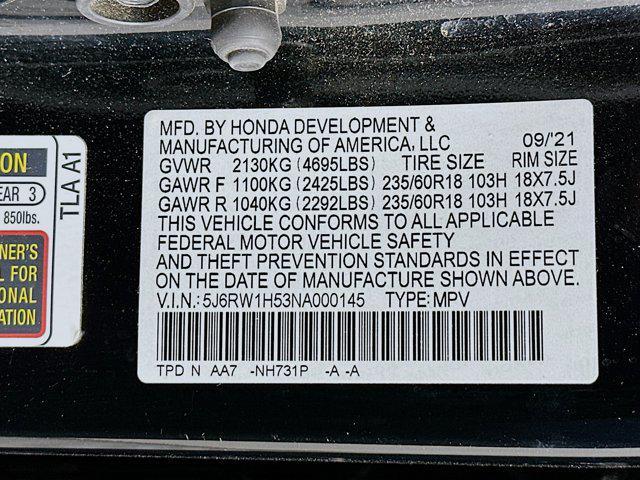 MFD. BY HONDA DEVELOPMENT &
MANUFACTURING OF AMERICA, LLC 09/'21
GVWR 2130KG (4695LBS) TIRE SIZE RIM SIZE
GAWR F 1100KG (2425LBS) 235/60R18 103H 18X7.5J
GAWR R 1040KG (2292LBS) 235/60R18 103H 18X7.5J
THIS VEHICLE CONFORMS TO ALL APPLICABLE
FEDERAL MOTOR VEHICLE SAFETY
AND THEFT PREVENTION STANDARDS IN EFFECT
ON THE DATE OF MANUFACTURE SHOWN ABOVE.
V.I.N.: 5J6RW1H53NA000145 TYPE: MPV
TPD N AA7 -NH731P -A -A
ON
EAR 3
850lbs.
NER'S
L FOR
ONAL
ATION
TLA A1